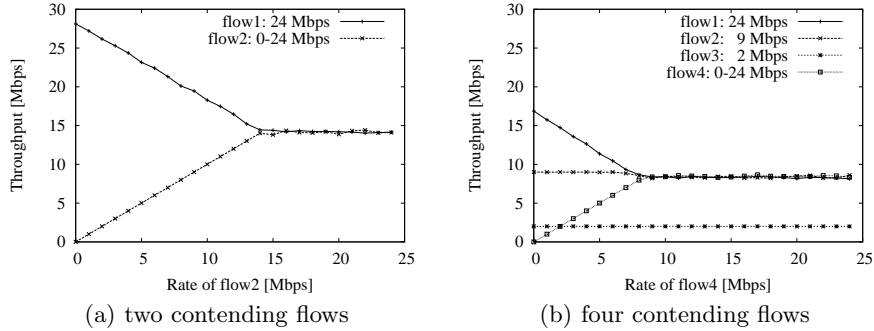 30
25
20
15
10
5
0
Throughput [Mbps]
0 5 10 15 20 25
Rate of flow2 [Mbps]
flow1: 24 Mbps
flow2: 0-24 Mbps
(a) two contending flows
30
25
20
15
10
5
0
Throughput [Mbps]
0 5 10 15 20 25
Rate of flow4 [Mbps]
flow1: 24 Mbps
flow2: 9 Mbps
flow3: 2 Mbps
flow4: 0-24 Mbps
(b) four contending flows